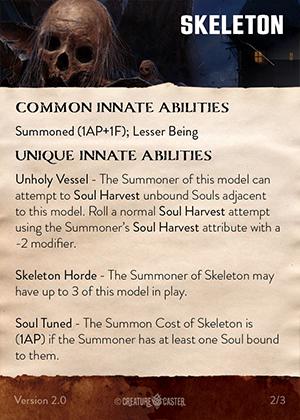 SKELETON
COMMON INNATE ABILITIES
Summoned (1AP+1F); Lesser Being
UNIQUE INNATE ABILITIES
Unholy Vessel - The Summoner of this model can
attempt to Soul Harvest unbound Souls adjacent
to this model. Roll a normal Soul Harvest attempt
using the Summoner's Soul Harvest attribute with a
-2 modifier.
Skeleton Horde - The Summoner of Skeleton may
have up to 3 of this model in play.
Soul Tuned - The Summon Cost of Skeleton is
(1AP) if the Summoner has at least one Soul bound
to them.
Version 2.0 © CREATURE CASTER 2/3